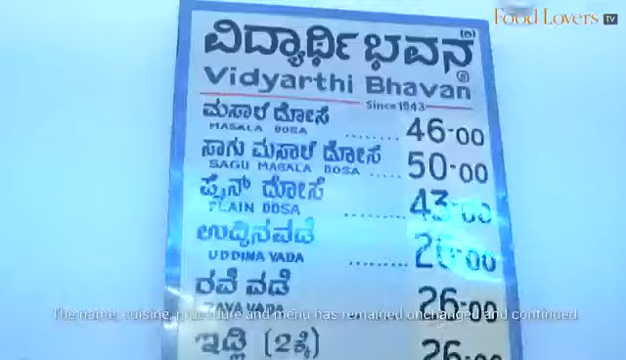 Food Lovers TV
ವಿದ್ಯಾರ್ಥಿ ಭವನ್ (ರಿ)
Vidyarthi Bhavan
Since 1943
ಮಸಾಲೆ ದೋಸೆ
MASALA DOSA ........ 46-00
ಸಾಗು ಮಸಾಲೆ ದೋಸೆ
SAGU MASALA DOSA ..... 50-00
ಪ್ಲೈನ್ ದೋಸೆ
PLAIN DOSA ......... 43-00
ಉದ್ದಿನವಡೆ
UDDINA VADA ......... 26-00
ರವೆ ವಡೆ
RAVA VADA 26-00
The name, cuisine, procedure and menu has remained unchanged and continued
ಇಡ್ಲಿ (2ಕ್ಕೆ) 26-00